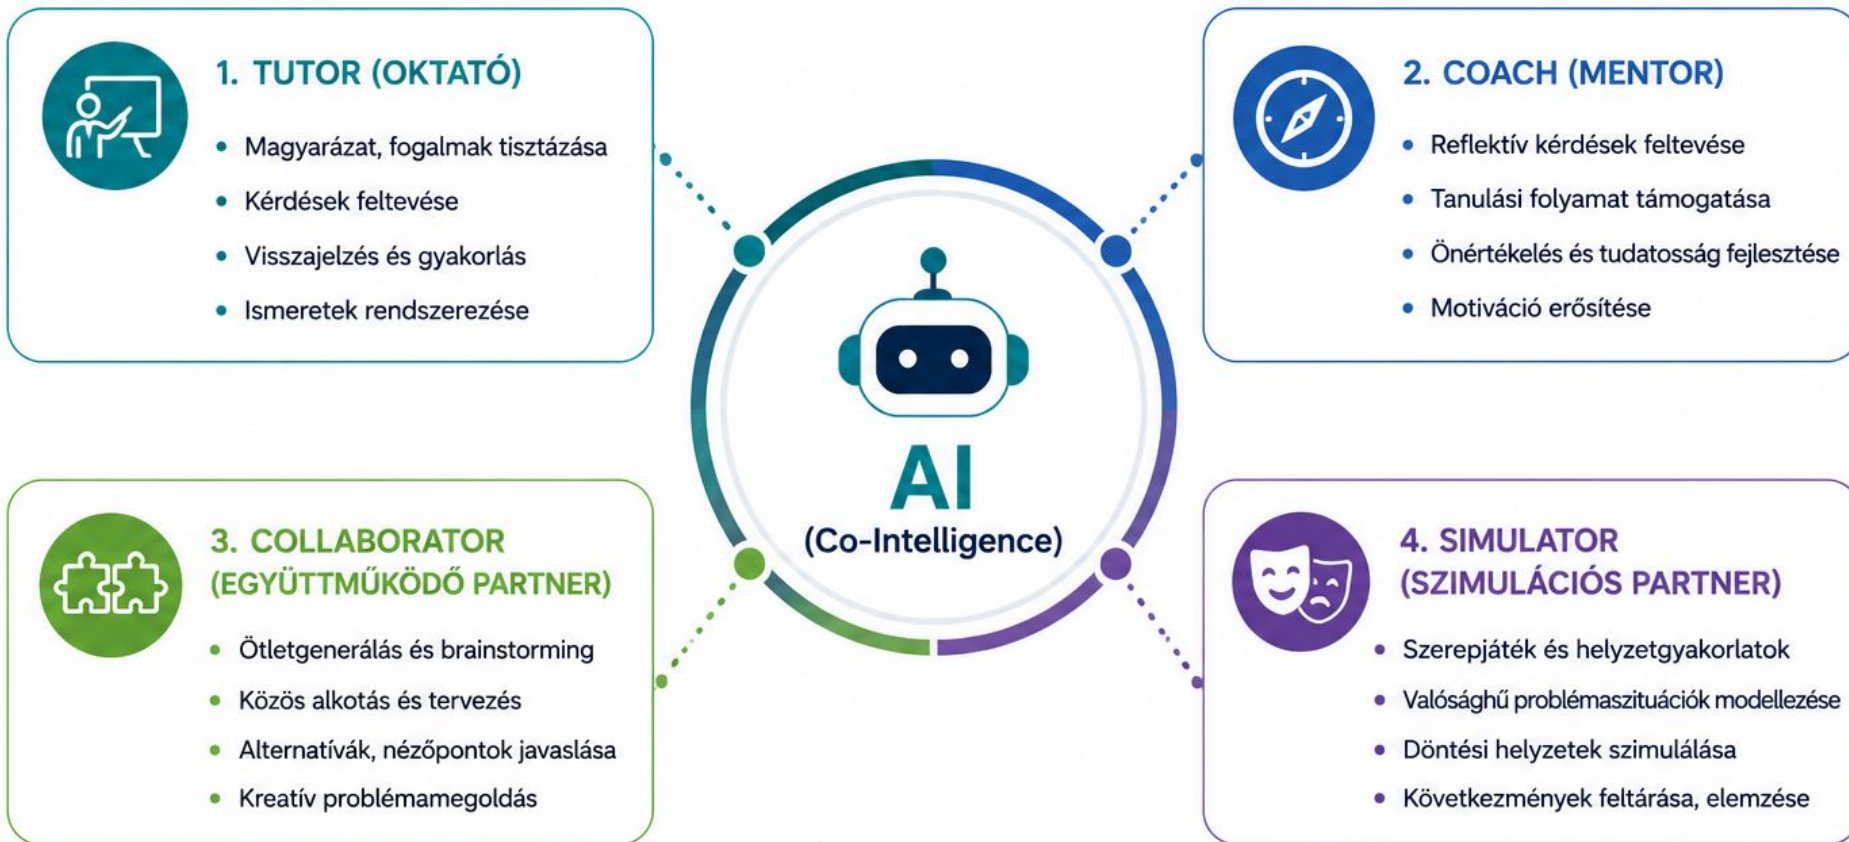 1. TUTOR (OKTATÓ)
• Magyarázat, fogalmak tisztázása
• Kérdések feltevése
• Visszajelzés és gyakorlás
• Ismeretek rendszerezése
2. COACH (MENTOR)
• Reflektív kérdések feltevése
• Tanulási folyamat támogatása
• Önértékelés és tudatosság fejlesztése
• Motiváció erősítése
AI
(Co-Intelligence)
3. COLLABORATOR
(EGYÜTTMŰKÖDŐ PARTNER)
• Ötletgenerálás és brainstorming
• Közös alkotás és tervezés
• Alternatívák, nézőpontok javaslása
• Kreatív problémamegoldás
4. SIMULATOR
(SZIMULÁCIÓS PARTNER)
• Szerepjáték és helyzetgyakorlatok
• Valósághű problémaszituációk modellezése
• Döntési helyzetek szimulálása
• Következmények feltárása, elemzése